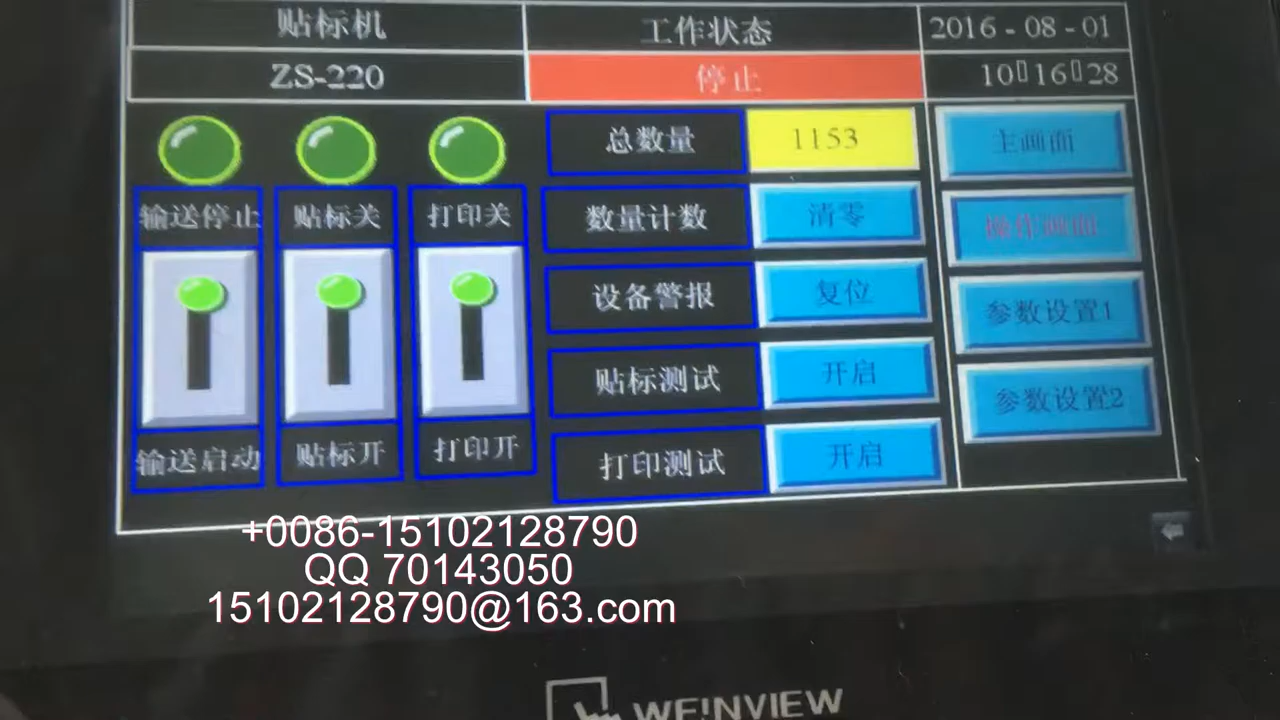 贴标机 工作状态 2016-08-01
ZS-220 停止 10 16 28
总数量 1153 主画面
输送停止 贴标关 打印关 数量计数 清零 操作画面
设备警报 复位 参数设置1
贴标测试 开启 参数设置2
输送启动 贴标开 打印开 打印测试 开启
+0086-15102128790
QQ 70143050
15102128790@163.com
WEINVIEW